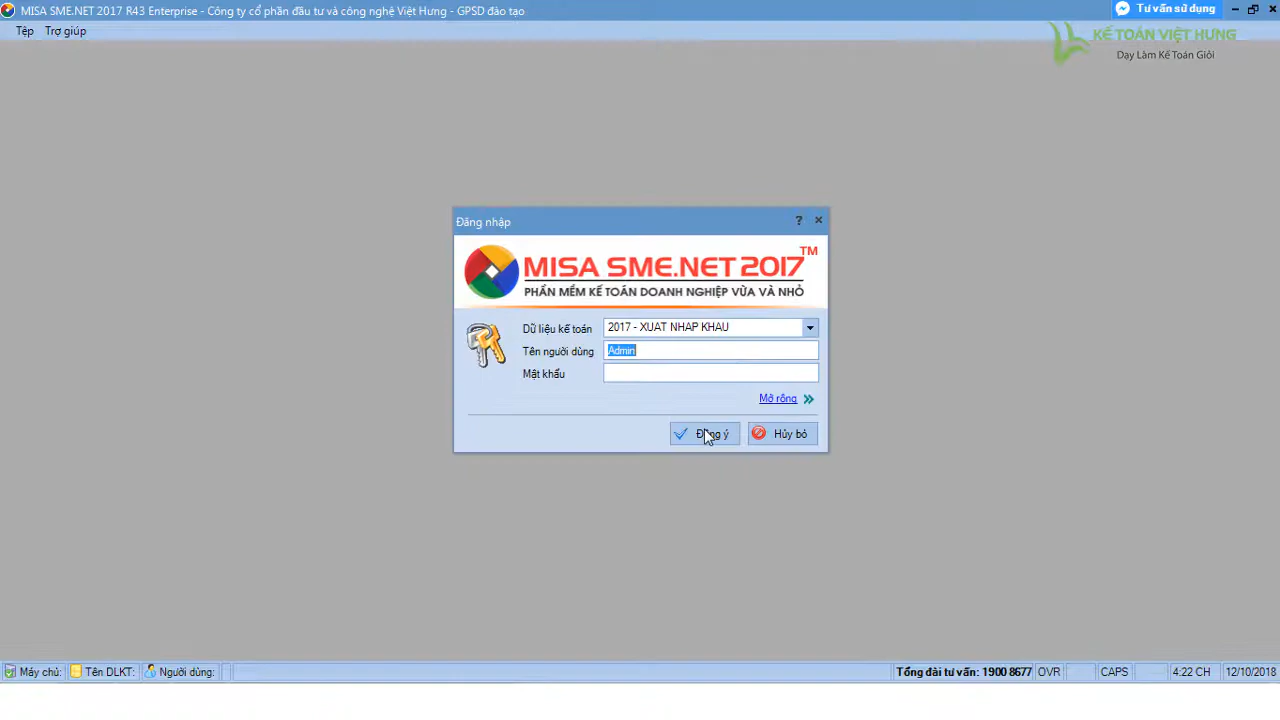 MISA SME.NET 2017 R43 Enterprise - Công ty cổ phần đầu tư và công nghệ Việt Hưng - GPSD đào tạo
Tư vấn sử dụng
Tệp Trợ giúp
KẾ TOÁN VIỆT HƯNG
Dạy Làm Kế Toán Giỏi
Đăng nhập
MISA SME.NET 2017 TM
PHẦN MỀM KẾ TOÁN DOANH NGHIỆP VỪA VÀ NHỎ
Dữ liệu kế toán 2017 - XUAT NHAP KHAU
Tên người dùng Admin
Mật khẩu
Mở rộng
Đồng ý Hủy bỏ
Máy chủ: Tên DLKT: Người dùng: Tổng đài tư vấn: 1900 8677 OVR CAPS 4:22 CH 12/10/2018